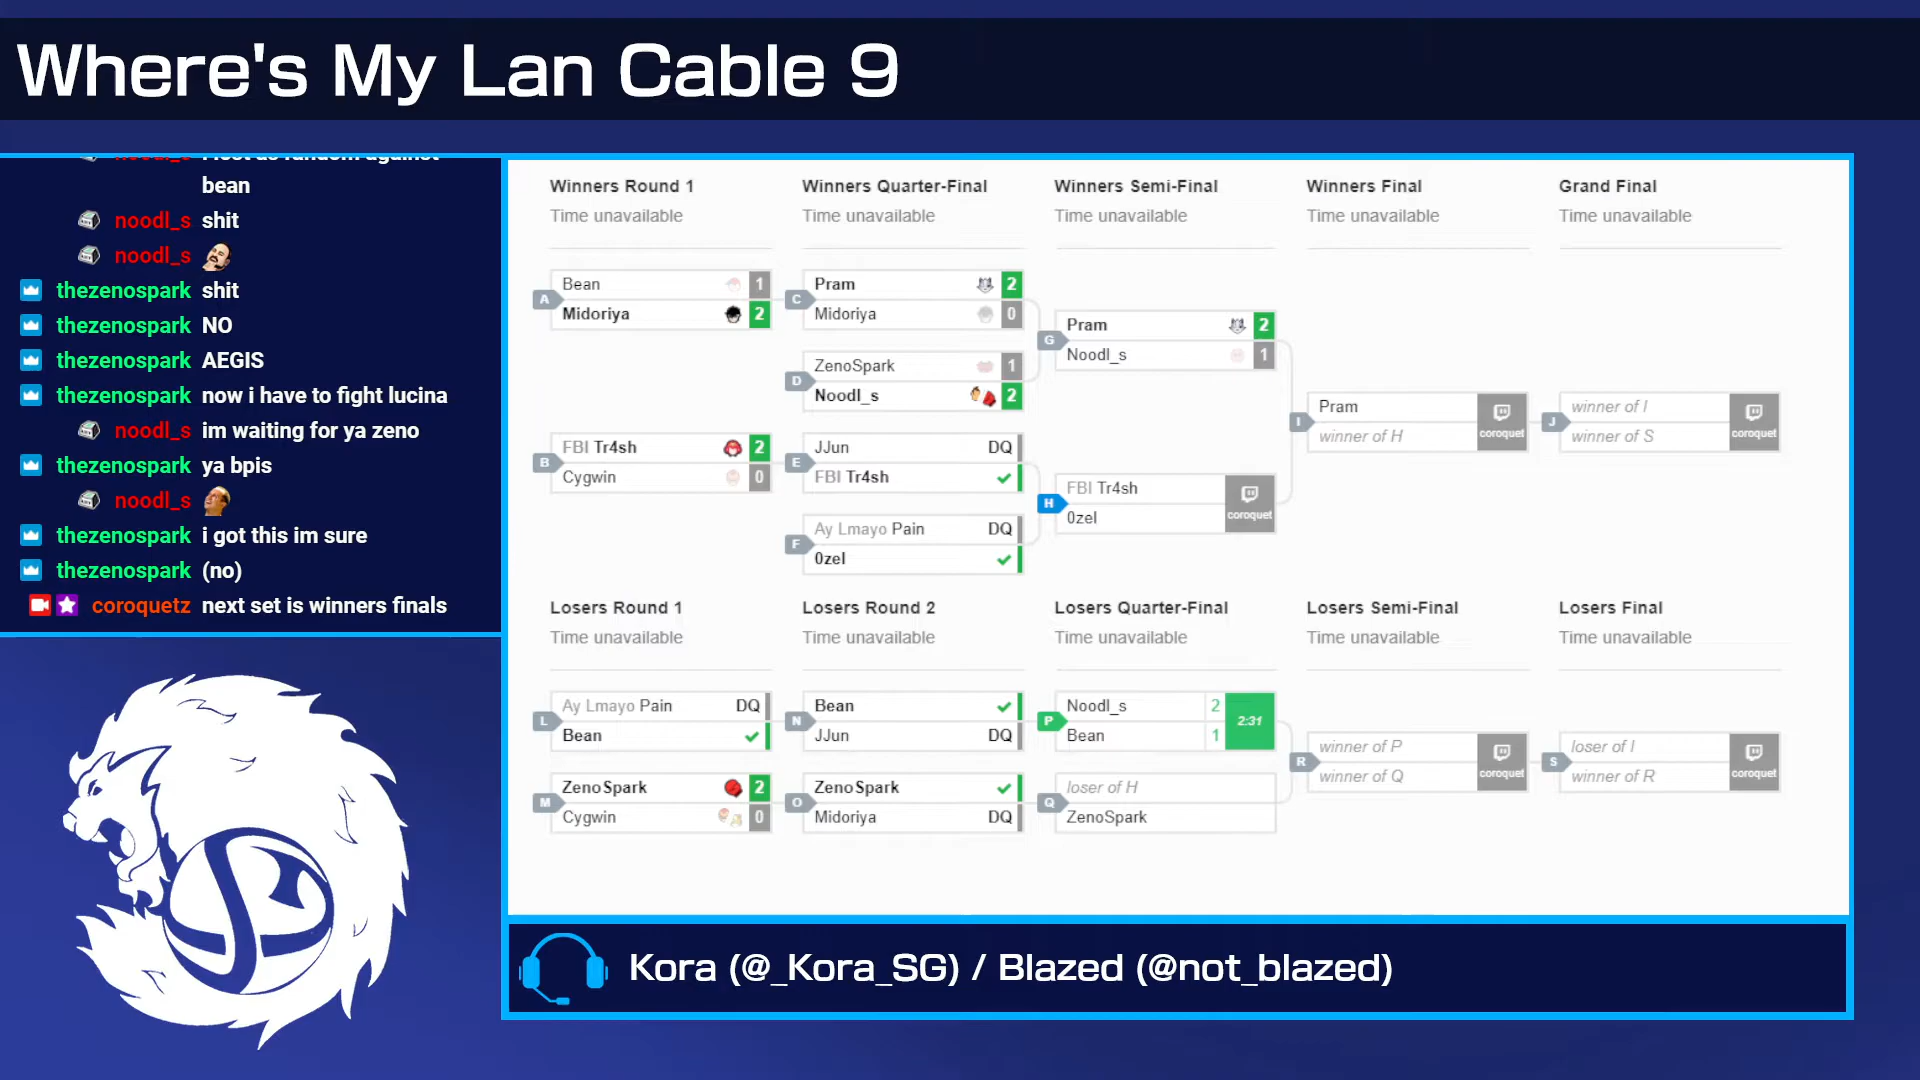 Where's My Lan Cable 9
bean
noodl_s shit
noodl_s
thezenospark shit
thezenospark NO
thezenospark AEGIS
thezenospark now i have to fight lucina
noodl_s im waiting for ya zeno
thezenospark ya bpis
noodl_s
thezenospark i got this im sure
thezenospark (no)
coroquetz next set is winners finals
Winners Round 1 Winners Quarter-Final Winners Semi-Final Winners Final Grand Final
Time unavailable Time unavailable Time unavailable Time unavailable Time unavailable
A
Bean 1
Midoriya 2
B
FBI Tr4sh 2
Cygwin 0
C
Pram 2
Midoriya 0
D
ZenoSpark 1
Noodl_s 2
E
JJun DQ
FBI Tr4sh
F
Ay Lmayo Pain DQ
0zel
G
Pram 2
Noodl_s 1
H
FBI Tr4sh
0zel
coroquet
I
Pram
winner of H
coroquet
J
winner of I
winner of S
coroquet
Losers Round 1 Losers Round 2 Losers Quarter-Final Losers Semi-Final Losers Final
Time unavailable Time unavailable Time unavailable Time unavailable Time unavailable
L
Ay Lmayo Pain DQ
Bean
M
ZenoSpark 2
Cygwin 0
N
Bean
JJun DQ
O
ZenoSpark
Midoriya DQ
P
Noodl_s 2
Bean 1
2:31
Q
loser of H
ZenoSpark
R
winner of P
winner of Q
coroquet
S
loser of I
winner of R
coroquet
Kora (@_Kora_SG) / Blazed (@not_blazed)